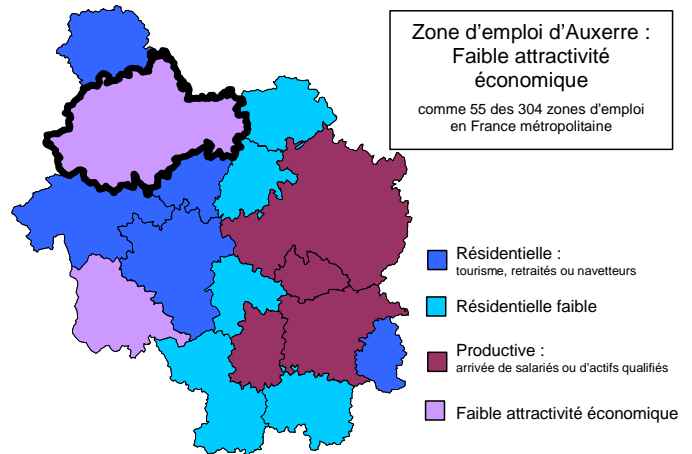 Zone d'emploi d'Auxerre :
Faible attractivité
économique
comme 55 des 304 zones d'emploi
en France métropolitaine
Résidentielle :
tourisme, retraités ou navetteurs
Résidentielle faible
Productive :
arrivée de salariés ou d'actifs qualifiés
Faible attractivité économique